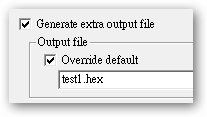 Generate extra output file
Output file
Override default
test1.hex